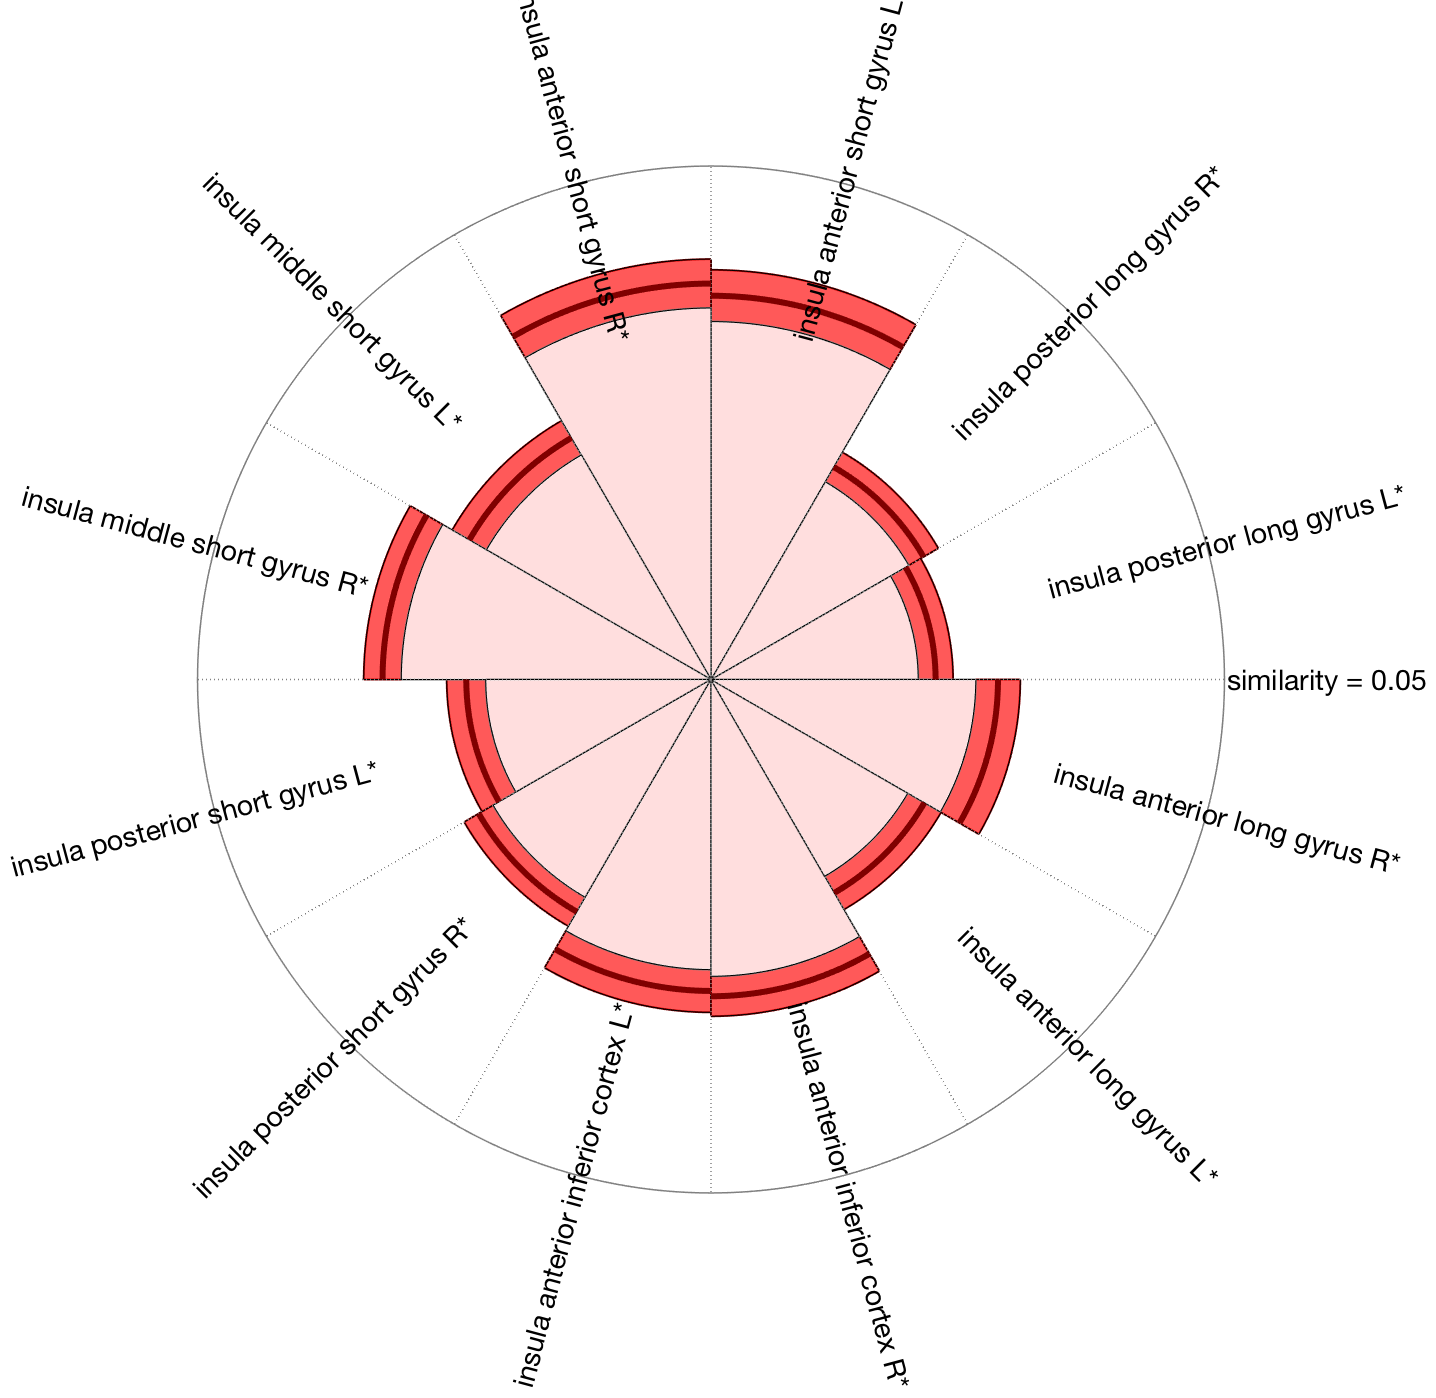 nsula anterior short gyrus R*
insula anterior short gyrus L
insula posterior long gyrus R*
insula middle short gyrus L*
insula posterior long gyrus L*
insula middle short gyrus R*
similarity = 0.05
insula posterior short gyrus L*
insula anterior long gyrus R*
insula posterior short gyrus R*
insula anterior long gyrus L*
insula anterior inferior cortex L*
insula anterior inferior cortex R*